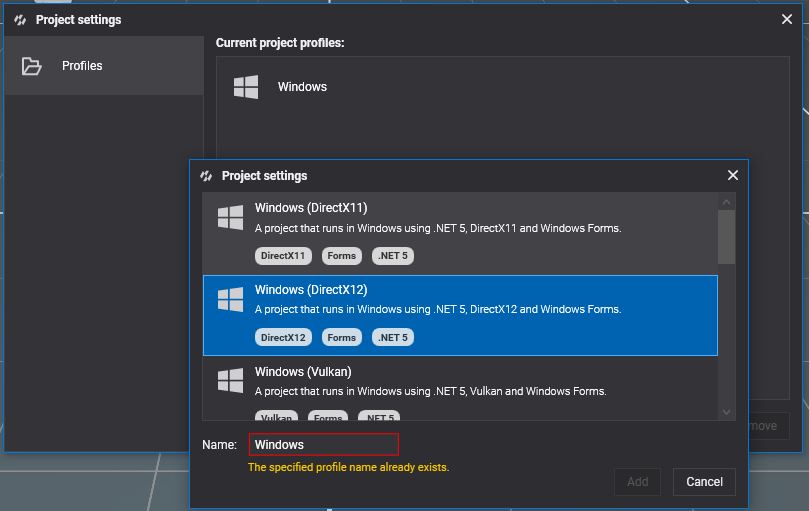 Project settings
Profiles
Current project profiles:
Windows
Project settings
Windows (DirectX11)
A project that runs in Windows using .NET 5, DirectX11 and Windows Forms.
DirectX11 Forms .NET 5
Windows (DirectX12)
A project that runs in Windows using .NET 5, DirectX12 and Windows Forms.
DirectX12 Forms .NET 5
Windows (Vulkan)
A project that runs in Windows using .NET 5, Vulkan and Windows Forms.
Vulkan Forms .NET 5
move
Name: Windows
The specified profile name already exists.
Add Cancel